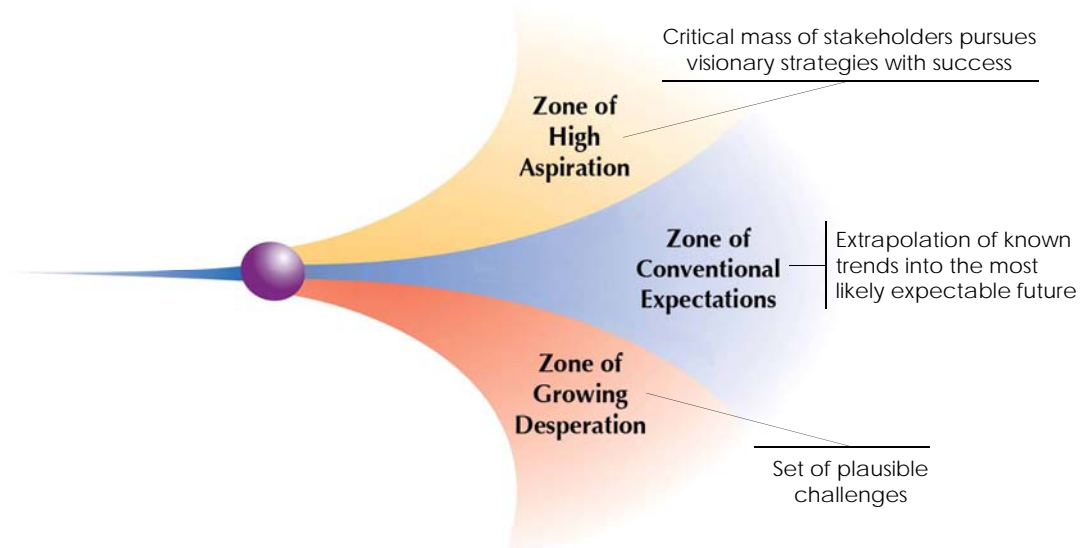 Critical mass of stakeholders pursues
visionary strategies with success
Zone of
High
Aspiration
Zone of
Conventional
Expectations
Extrapolation of known
trends into the most
likely expectable future
Zone of
Growing
Desperation
Set of plausible
challenges